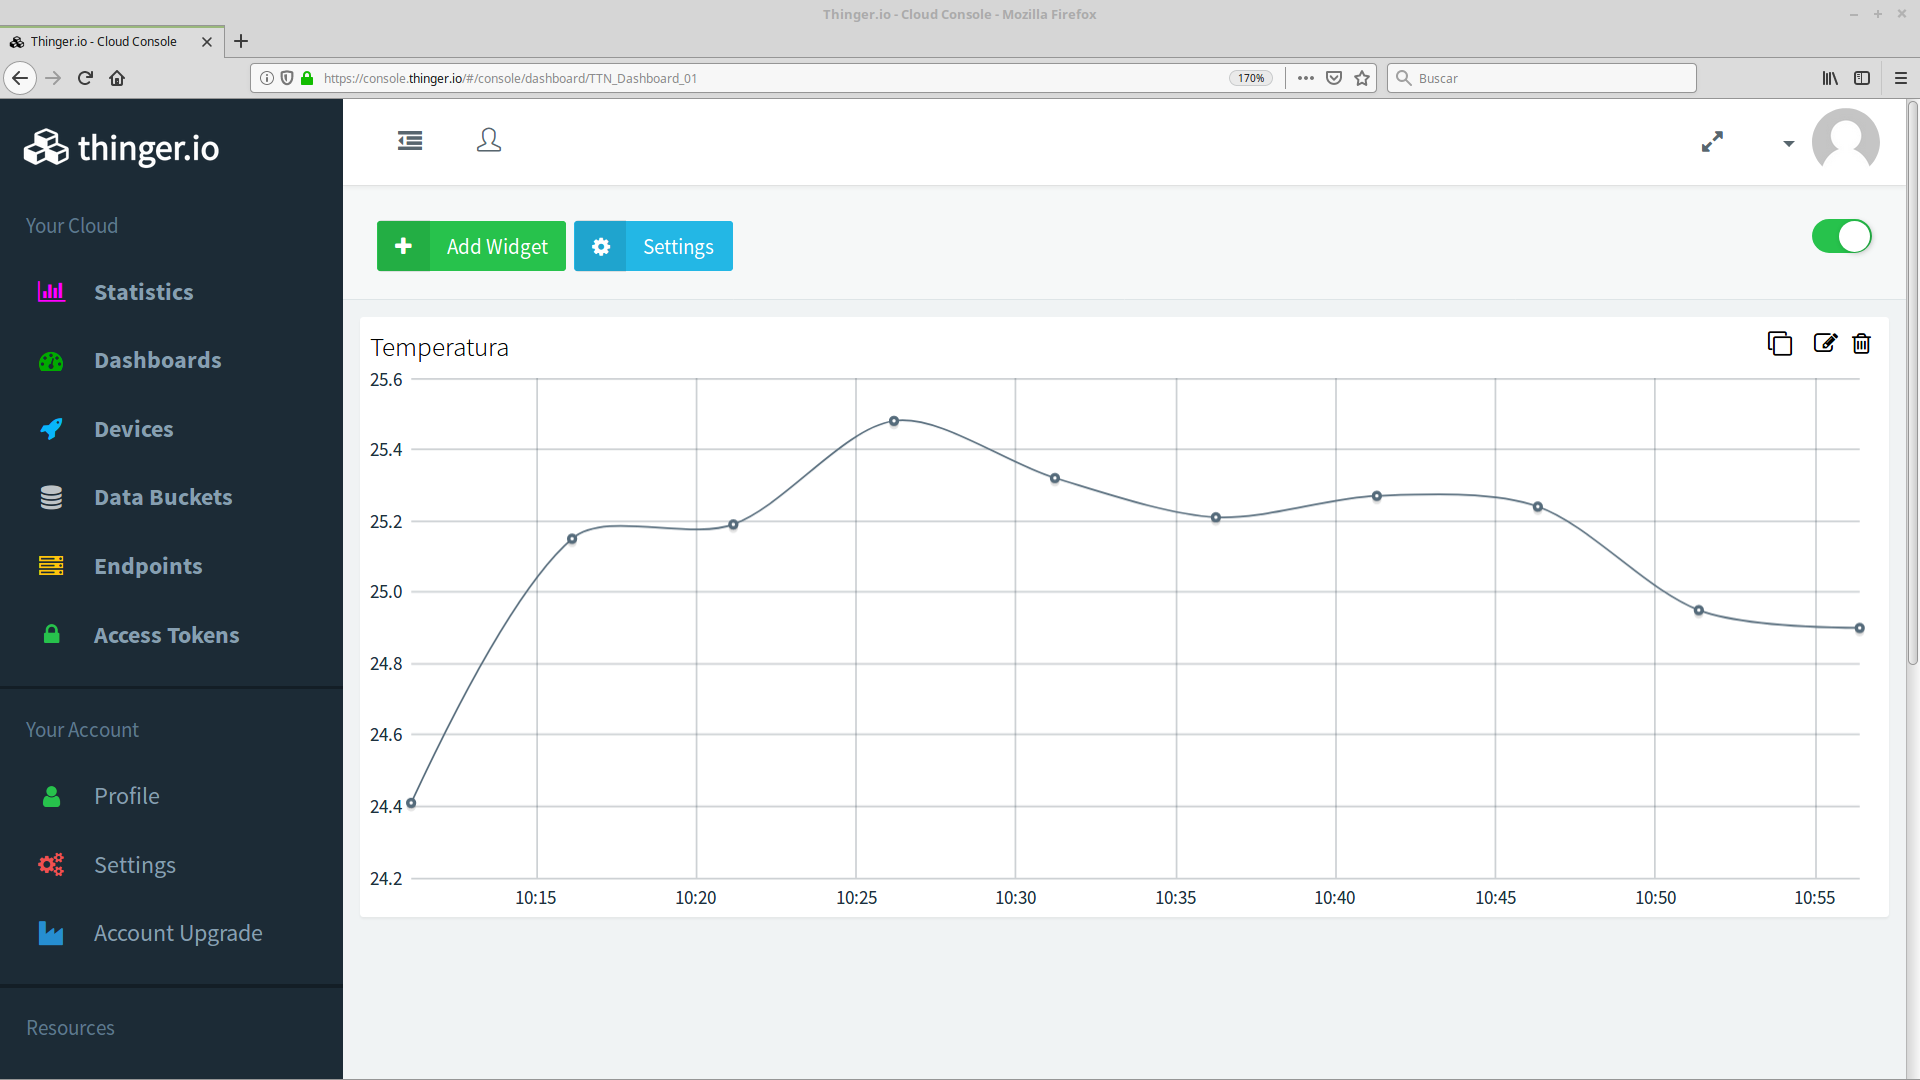 Thinger.io - Cloud Console - Mozilla Firefox
Thinger.io - Cloud Console
https://console.thinger.io/#/console/dashboard/TTN_Dashboard_01
170%
Buscar
thinger.io
Your Cloud
Statistics
Dashboards
Devices
Data Buckets
Endpoints
Access Tokens
Your Account
Profile
Settings
Account Upgrade
Resources
Add Widget
Settings
Temperatura
25.6
25.4
25.2
25.0
24.8
24.6
24.4
24.2
10:15 10:20 10:25 10:30 10:35 10:40 10:45 10:50 10:55